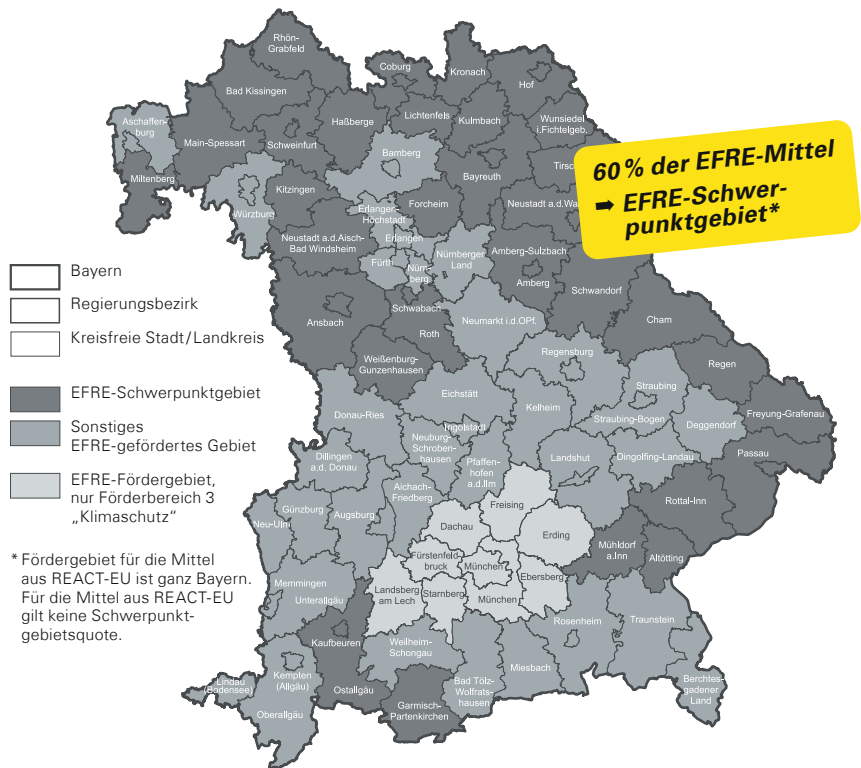 Rhön-
Grabfeld
Coburg
Kronach
Hof
Bad Kissingen
Haßberge
Lichtenfels
Kulmbach
Wunsiedel
i.Fichtelgeb.
Aschaffen-
burg
Main-Spessart
Schweinfurt
Bamberg
Bayreuth
Tirsc
Miltenberg
Würzburg
Kitzingen
Erlangen-
Höchstadt
Forcheim
Neustadt a.d.Wa
60 % der EFRE-Mittel
➡ EFRE-Schwer-
punktgebiet*
Neustadt a.d.Aisch-
Bad Windsheim
Erlangen
Fürth
Nürn-
berg
Nürnberger
Land
Amberg-Sulzbach
Amberg
Schwandorf
Cham
Ansbach
Schwabach
Roth
Neumarkt i.d.OPf.
Weißenburg-
Gunzenhausen
Regensburg
Regen
Eichstätt
Kelheim
Straubing
Straubing-Bogen
Deggendorf
Freyung-Grafenau
Passau
Donau-Ries
Ingolstadt
Neuburg-
Schroben-
hausen
Pfaffen-
hofen
a.d.Ilm
Landshut
Dingolfing-Landau
Rottal-Inn
Dillingen
a.d. Donau
Aichach-
Friedberg
Günzburg
Augsburg
Neu-Ulm
Freising
Dachau
Erding
Mühldorf
a.Inn
Altötting
Fürstenfeld-
bruck
München
Ebersberg
Landsberg
am Lech
Starnberg
München
Memmingen
Unterallgäu
Kaufbeuren
Weilheim-
Schongau
Rosenheim
Traunstein
Miesbach
Bad Tölz-
Wolfrats-
hausen
Berchtes-
gadener
Land
Lindau
(Bodensee)
Kempten
(Allgäu)
Oberallgäu
Ostallgäu
Garmisch-
Partenkirchen
Bayern
Regierungsbezirk
Kreisfreie Stadt/Landkreis
EFRE-Schwerpunktgebiet
Sonstiges
EFRE-gefördertes Gebiet
EFRE-Fördergebiet,
nur Förderbereich 3
„Klimaschutz“
* Fördergebiet für die Mittel
aus REACT-EU ist ganz Bayern.
Für die Mittel aus REACT-EU
gilt keine Schwerpunkt-
gebietsquote.